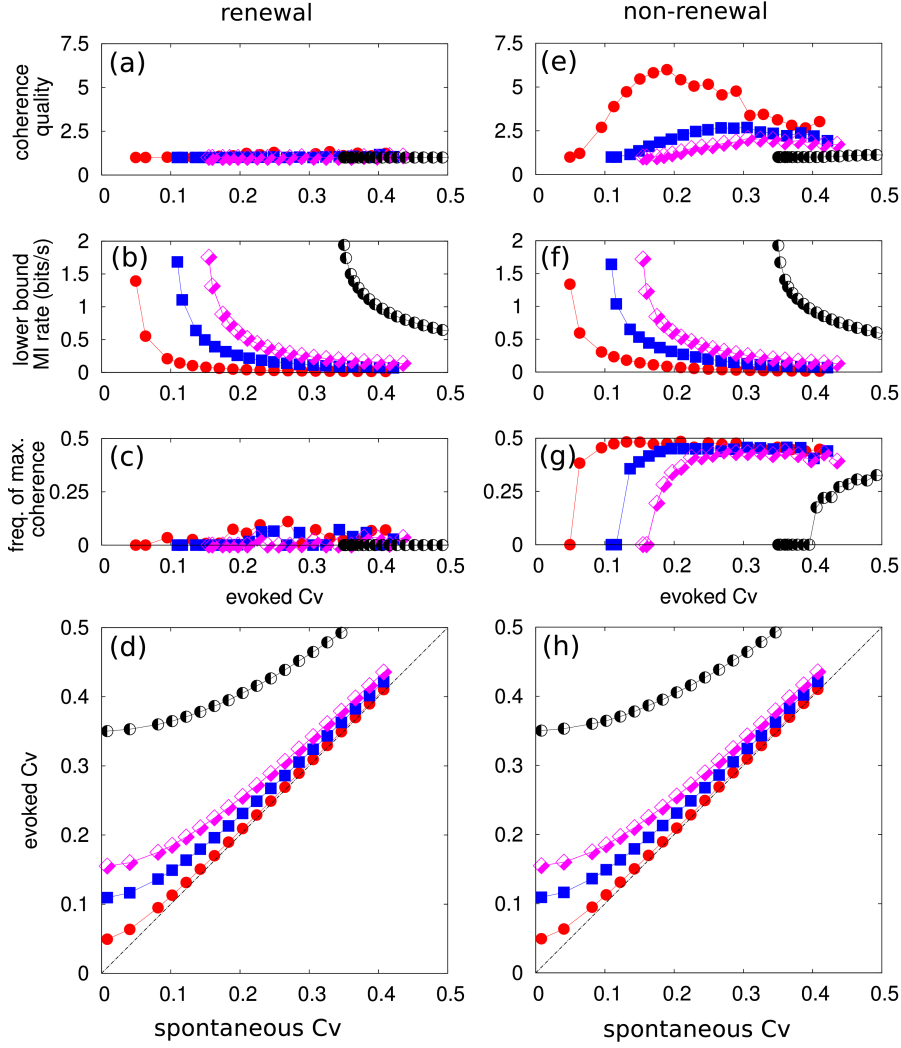 renewal
non-renewal
coherence
quality
(a)
7.5
5
2.5
0
0 0.1 0.2 0.3 0.4 0.5
(e)
7.5
5
2.5
0
0 0.1 0.2 0.3 0.4 0.5
lower bound
MI rate (bits/s)
(b)
2
1.5
1
0.5
0
0 0.1 0.2 0.3 0.4 0.5
(f)
2
1.5
1
0.5
0
0 0.1 0.2 0.3 0.4 0.5
freq. of max.
coherence
(c)
0.5
0.25
0
0 0.1 0.2 0.3 0.4 0.5
evoked Cv
(g)
0.5
0.25
0
0 0.1 0.2 0.3 0.4 0.5
evoked Cv
evoked Cv
(d)
0.5
0.4
0.3
0.2
0.1
0
0 0.1 0.2 0.3 0.4 0.5
spontaneous Cv
(h)
0.5
0.4
0.3
0.2
0.1
0
0 0.1 0.2 0.3 0.4 0.5
spontaneous Cv